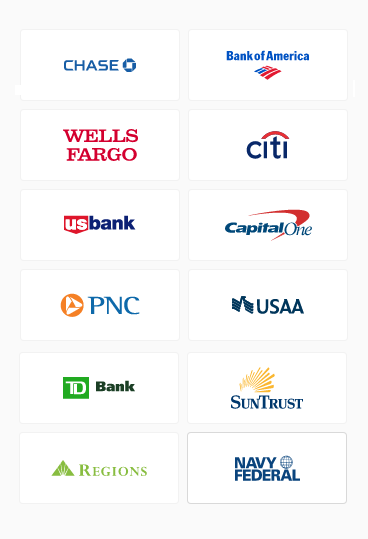 CHASE
Bank of America
WELLS
FARGO
citi
usbank
Capital One
PNC
USAA
TD Bank
SUNTRUST
REGIONS
NAVY
FEDERAL